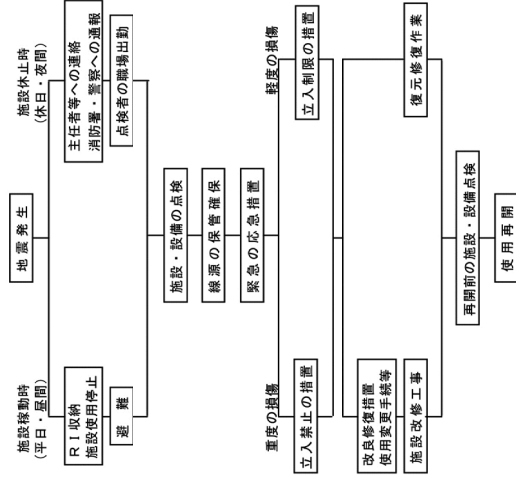 地震発生
施設稼動時
(平日・昼間)
施設休止時
(休日・夜間)
RI収納
施設使用停止
主任者等への連絡
消防署・警察への通報
避難
点検者の職場出勤
施設・設備の点検
線源の保管確保
緊急の応急措置
重度の損傷
軽度の損傷
立入禁止の措置
立入制限の措置
改良修復措置
使用変更手続等
施設改修工事
復元修復作業
再開前の施設・設備点検
使用再開